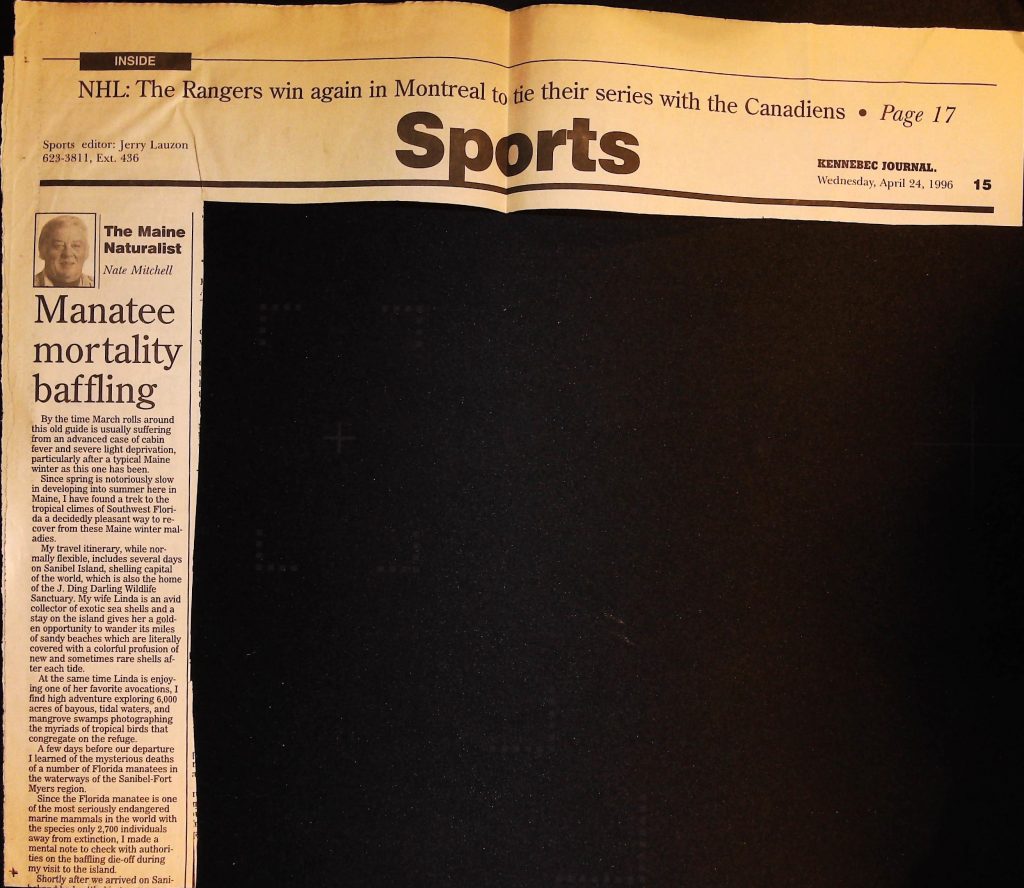 INSIDE
NHL: The Rangers win again in Montreal to tie their series with the Canadiens • Page 17
Sports editor: Jerry Lauzon
623-3811, Ext. 436
Sports
KENNEBEC JOURNAL.
Wednesday, April 24, 1996 15
The Maine
Naturalist
Nate Mitchell
Manatee
mortality
baffling
By the time March rolls around
this old guide is usually suffering
from an advanced case of cabin
fever and severe light deprivation,
particularly after a typical Maine
winter as this one has been.
Since spring is notoriously slow
in developing into summer here in
Maine, I have found a trek to the
tropical climes of Southwest Flori-
da a decidedly pleasant way to re-
cover from these Maine winter mal-
adies.
My travel itinerary, while nor-
mally flexible, includes several days
on Sanibel Island, shelling capital
of the world, which is also the home
of the J. Ding Darling Wildlife
Sanctuary. My wife Linda is an avid
collector of exotic sea shells and a
stay on the island gives her a gold-
en opportunity to wander its miles
of sandy beaches which are literally
covered with a colorful profusion of
new and sometimes rare shells af-
ter each tide.
At the same time Linda is enjoy-
ing one of her favorite avocations, I
find high adventure exploring 6,000
acres of bayous, tidal waters, and
mangrove swamps photographing
the myriads of tropical birds that
congregate on the refuge.
A few days before our departure
I learned of the mysterious deaths
of a number of Florida manatees in
the waterways of the Sanibel-Fort
Myers region.
Since the Florida manatee is one
of the most seriously endangered
marine mammals in the world with
the species only 2,700 individuals
away from extinction, I made a
mental note to check with authori-
ties on the baffling die-off during
my visit to the island.
Shortly after we arrived on Sani-